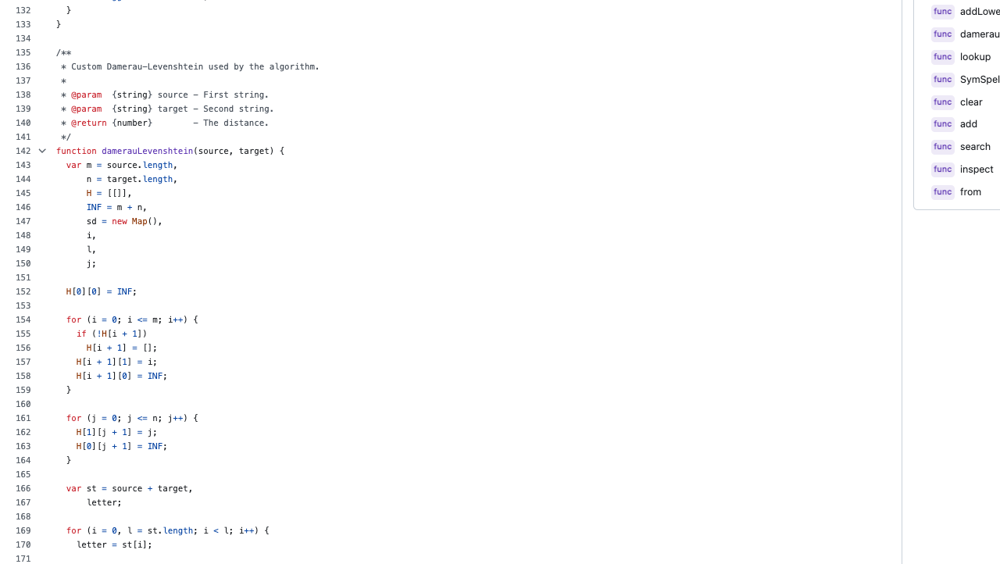 132 }
133 }
134
135 /**
136 * Custom Damerau-Levenshtein used by the algorithm.
137 *
138 * @param  {string} source - First string.
139 * @param  {string} target - Second string.
140 * @return {number}        - The distance.
141 */
142 function damerauLevenshtein(source, target) {
143   var m = source.length,
144       n = target.length,
145       H = [[]],
146       INF = m + n,
147       sd = new Map(),
148       i,
149       l,
150       j;
151
152   H[0][0] = INF;
153
154   for (i = 0; i <= m; i++) {
155     if (!H[i + 1])
156       H[i + 1] = [];
157     H[i + 1][1] = i;
158     H[i + 1][0] = INF;
159   }
160
161   for (j = 0; j <= n; j++) {
162     H[1][j + 1] = j;
163     H[0][j + 1] = INF;
164   }
165
166   var st = source + target,
167       letter;
168
169   for (i = 0, l = st.length; i < l; i++) {
170     letter = st[i];
171
func addLowe
func damerau
func lookup
func SymSpel
func clear
func add
func search
func inspect
func from